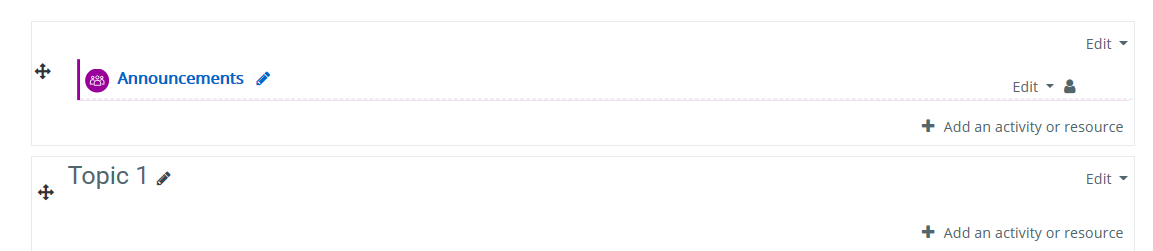 Edit
Announcements
Edit
Add an activity or resource
Topic 1
Edit
Add an activity or resource